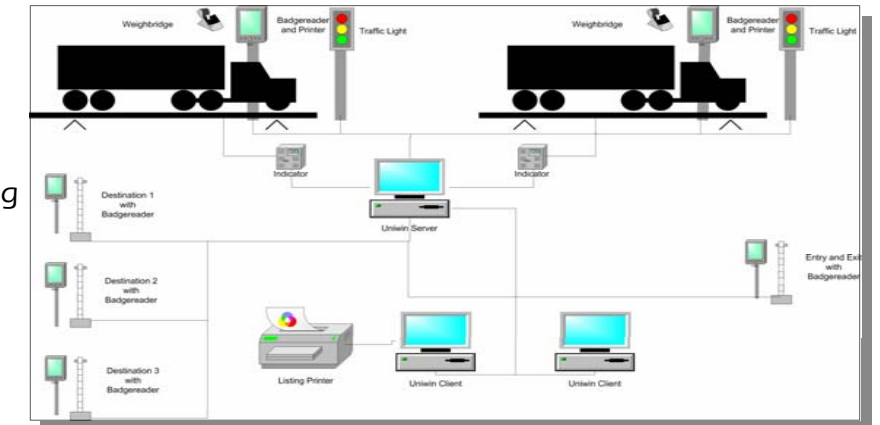 Weighbridge
Badgereader
and Printer
Traffic Light
Weighbridge
Badgereader
and Printer
Traffic Light
Indicator
Indicator
g
Destination 1
with
Badgereader
Uniwin Server
Entry and Exit
with
Badgereader
Destination 2
with
Badgereader
Destination 3
with
Badgereader
Listing Printer
Uniwin Client
Uniwin Client